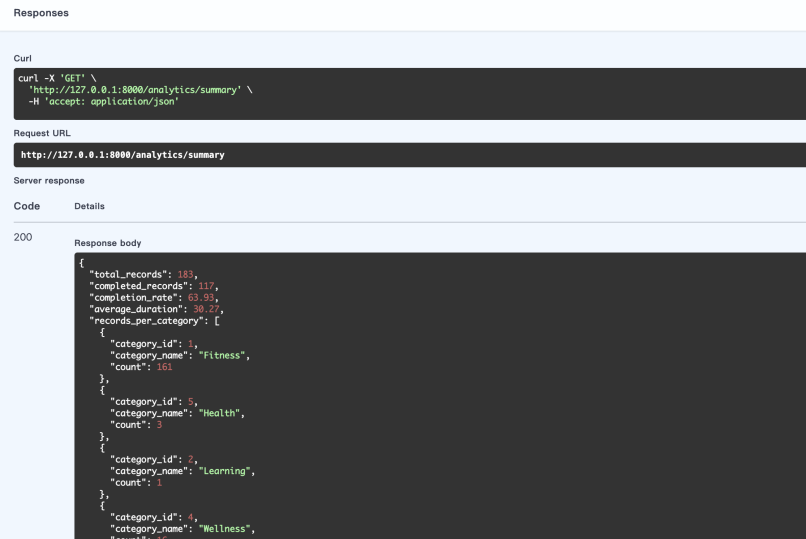 Responses
Curl
curl -X 'GET' \
  'http://127.0.0.1:8000/analytics/summary' \
  -H 'accept: application/json'
Request URL
http://127.0.0.1:8000/analytics/summary
Server response
Code Details
200
Response body
{
  "total_records": 183,
  "completed_records": 117,
  "completion_rate": 63.93,
  "average_duration": 30.27,
  "records_per_category": [
    {
      "category_id": 1,
      "category_name": "Fitness",
      "count": 161
    },
    {
      "category_id": 5,
      "category_name": "Health",
      "count": 3
    },
    {
      "category_id": 2,
      "category_name": "Learning",
      "count": 1
    },
    {
      "category_id": 4,
      "category_name": "Wellness",